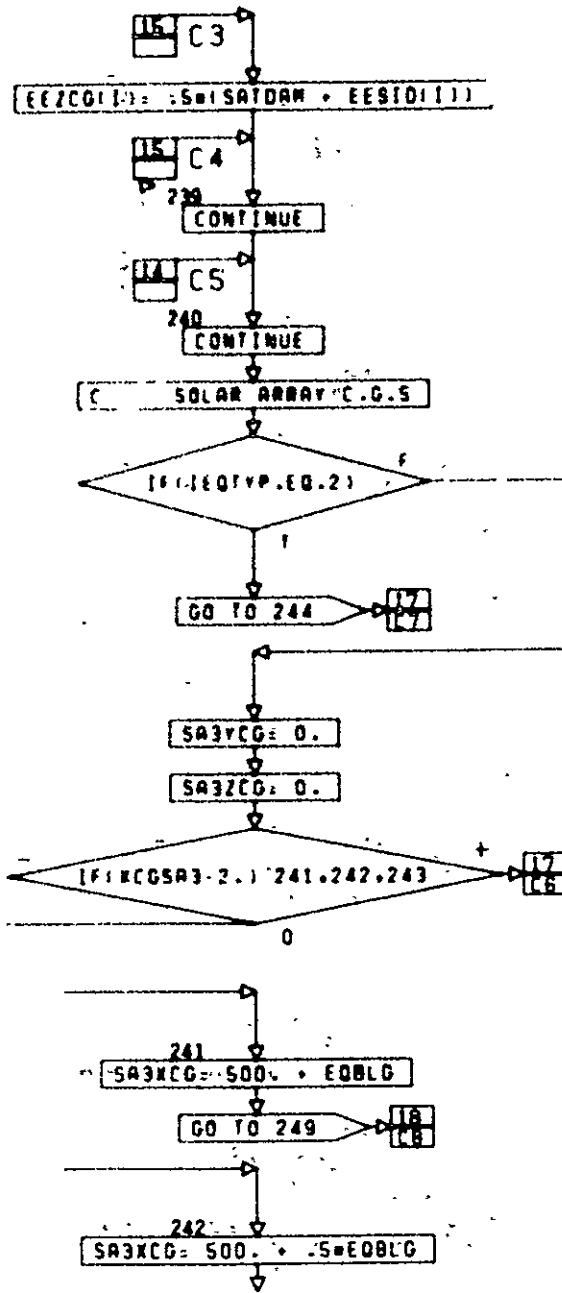 16 C3
EEZCG(I)= .5*(SATDAM + EESID(I))
15 C4
239
CONTINUE
14 C5
240
CONTINUE
C SOLAR ARRAY C.G.S
IF(IEQTYP.EQ.2)
F
T
GO TO 244
17
C7
SA3YCG= 0.
SA3ZCG= 0.
-
+
IF(XCGSA3-2.) 241,242,243
17
C6
0
241
SA3XCG= 500. + EQBLG
GO TO 249
18
C8
242
SA3XCG= 500. + .5*EQBLG